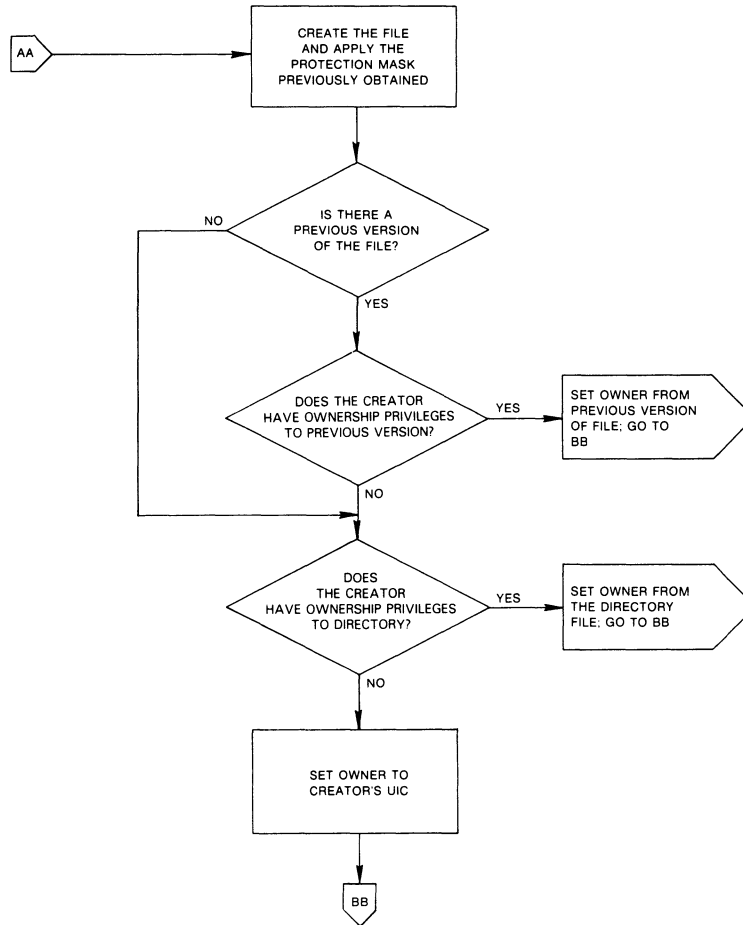 AA
CREATE THE FILE
AND APPLY THE
PROTECTION MASK
PREVIOUSLY OBTAINED
NO
IS THERE A
PREVIOUS VERSION
OF THE FILE?
YES
DOES THE CREATOR
HAVE OWNERSHIP PRIVILEGES
TO PREVIOUS VERSION?
YES
SET OWNER FROM
PREVIOUS VERSION
OF FILE; GO TO
BB
NO
DOES
THE CREATOR
HAVE OWNERSHIP PRIVILEGES
TO DIRECTORY?
YES
SET OWNER FROM
THE DIRECTORY
FILE; GO TO BB
NO
SET OWNER TO
CREATOR'S UIC
BB